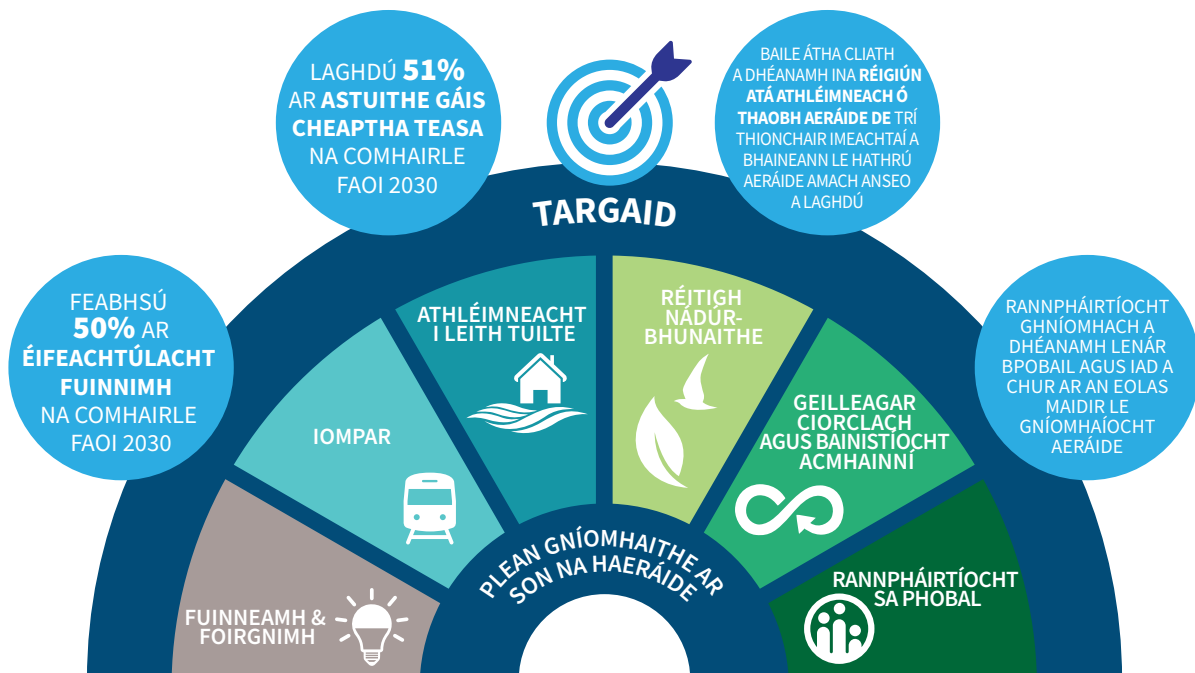 LAGHDÚ 51%
AR ASTUITHE GÁIS
CHEAPTHA TEASA
NA COMHAIRLE
FAOI 2030
BAILE ÁTHA CLIATH
A DHÉANAMH INA RÉIGIÚN
ATÁ ATHLÉIMNEACH Ó
THAOBH AERÁIDE DE TRÍ
THIONCHAIR IMEACHTAÍ A
BHAINEANN LE HATHRÚ
AERÁIDE AMACH ANSEO
A LAGHDÚ
TARGAID
FEABHSÚ
50% AR
ÉIFEACHTÚLACHT
FUINNIMH
NA COMHAIRLE
FAOI 2030
RANNPHÁIRTÍOCHT
GHNÍOMHACH A
DHÉANAMH LENÁR
BPOBAIL AGUS IAD A
CHUR AR AN EOLAS
MAIDIR LE
GNÍOMHAÍOCHT
AERÁIDE
FUINNEAMH &
FOIRGNIMH
IOMPAR
ATHLÉIMNEACHT
I LEITH TUILTE
RÉITIGH
NÁDÚR-
BHUNAITHE
GEILLEAGAR
CIORCLACH
AGUS BAINISTÍOCHT
ACMHAINNÍ
RANNPHÁIRTÍOCHT
SA PHOBAL
PLEAN GNÍOMHAITHE AR
SON NA HAERÁIDE